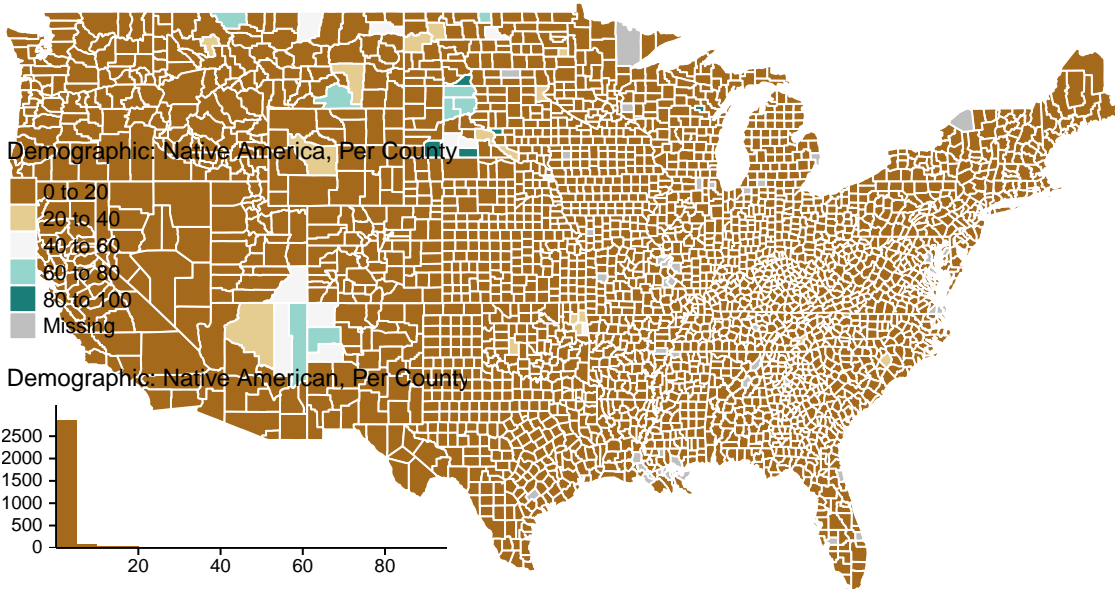 Demographic: Native America, Per County
0 to 20
20 to 40
40 to 60
60 to 80
80 to 100
Missing
Demographic: Native American, Per County
2500
2000
1500
1000
500
0
20 40 60 80